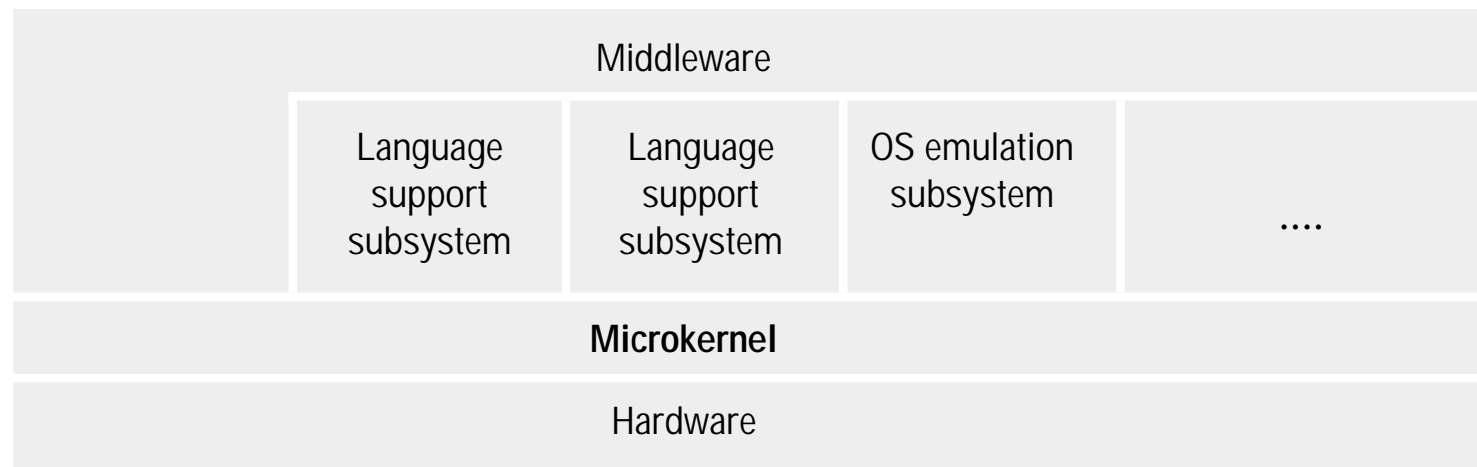 Middleware
Language
support
subsystem
Language
support
subsystem
OS emulation
subsystem
....
Microkernel
Hardware